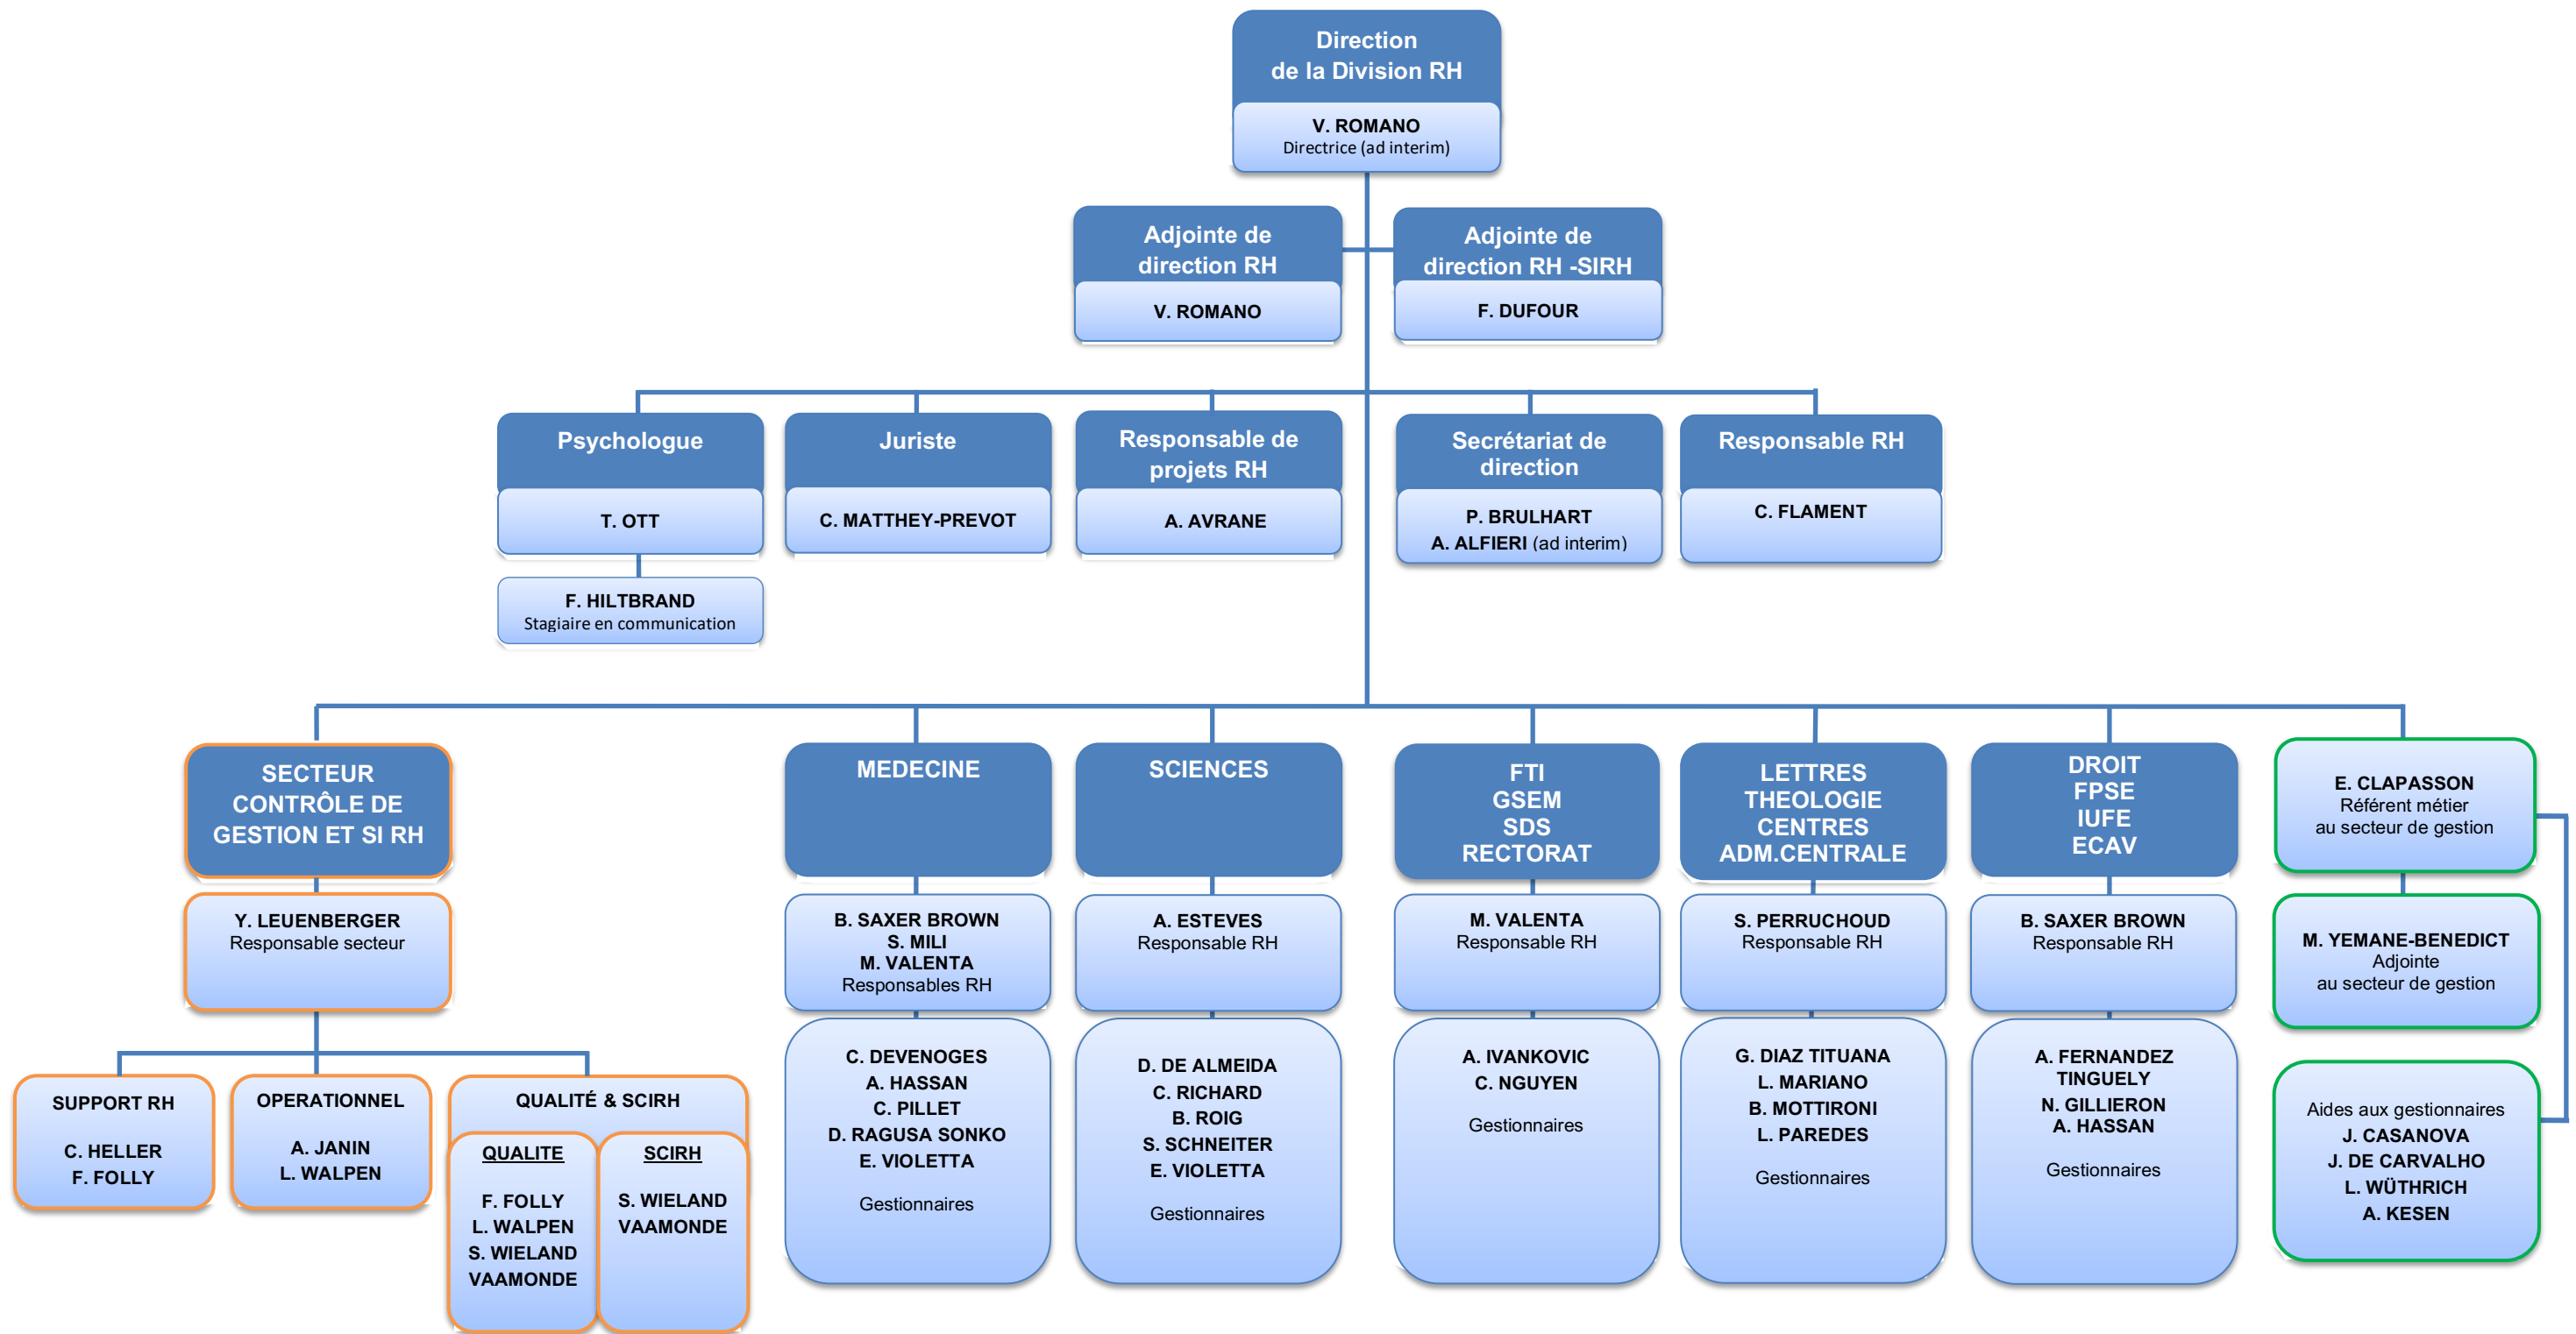 Direction
de la Division RH
V. ROMANO
Directrice (ad interim)
Adjointe de
direction RH
V. ROMANO
Adjointe de
direction RH -SIRH
F. DUFOUR
Psychologue
T. OTT
F. HILTBRAND
Stagiaire en communication
Juriste
C. MATTHEY-PREVOT
Responsable de
projets RH
A. AVRANE
Secrétariat de
direction
P. BRULHART
A. ALFIERI (ad interim)
Responsable RH
C. FLAMENT
SECTEUR
CONTRÔLE DE
GESTION ET SI RH
Y. LEUENBERGER
Responsable secteur
SUPPORT RH
C. HELLER
F. FOLLY
OPERATIONNEL
A. JANIN
L. WALPEN
QUALITÉ & SCIRH
QUALITE
F. FOLLY
L. WALPEN
S. WIELAND
VAAMONDE
SCIRH
S. WIELAND
VAAMONDE
MEDECINE
B. SAXER BROWN
S. MILI
M. VALENTA
Responsables RH
C. DEVENOGES
A. HASSAN
C. PILLET
D. RAGUSA SONKO
E. VIOLETTA
Gestionnaires
SCIENCES
A. ESTEVES
Responsable RH
D. DE ALMEIDA
C. RICHARD
B. ROIG
S. SCHNEITER
E. VIOLETTA
Gestionnaires
FTI
GSEM
SDS
RECTORAT
M. VALENTA
Responsable RH
A. IVANKOVIC
C. NGUYEN
Gestionnaires
LETTRES
THEOLOGIE
CENTRES
ADM.CENTRALE
S. PERRUCHOUD
Responsable RH
G. DIAZ TITUANA
L. MARIANO
B. MOTTIRONI
L. PAREDES
Gestionnaires
DROIT
FPSE
IUFE
ECAV
B. SAXER BROWN
Responsable RH
A. FERNANDEZ
TINGUELY
N. GILLIERON
A. HASSAN
Gestionnaires
E. CLAPASSON
Référent métier
au secteur de gestion
M. YEMANE-BENEDICT
Adjointe
au secteur de gestion
Aides aux gestionnaires
J. CASANOVA
J. DE CARVALHO
L. WÜTHRICH
A. KESEN